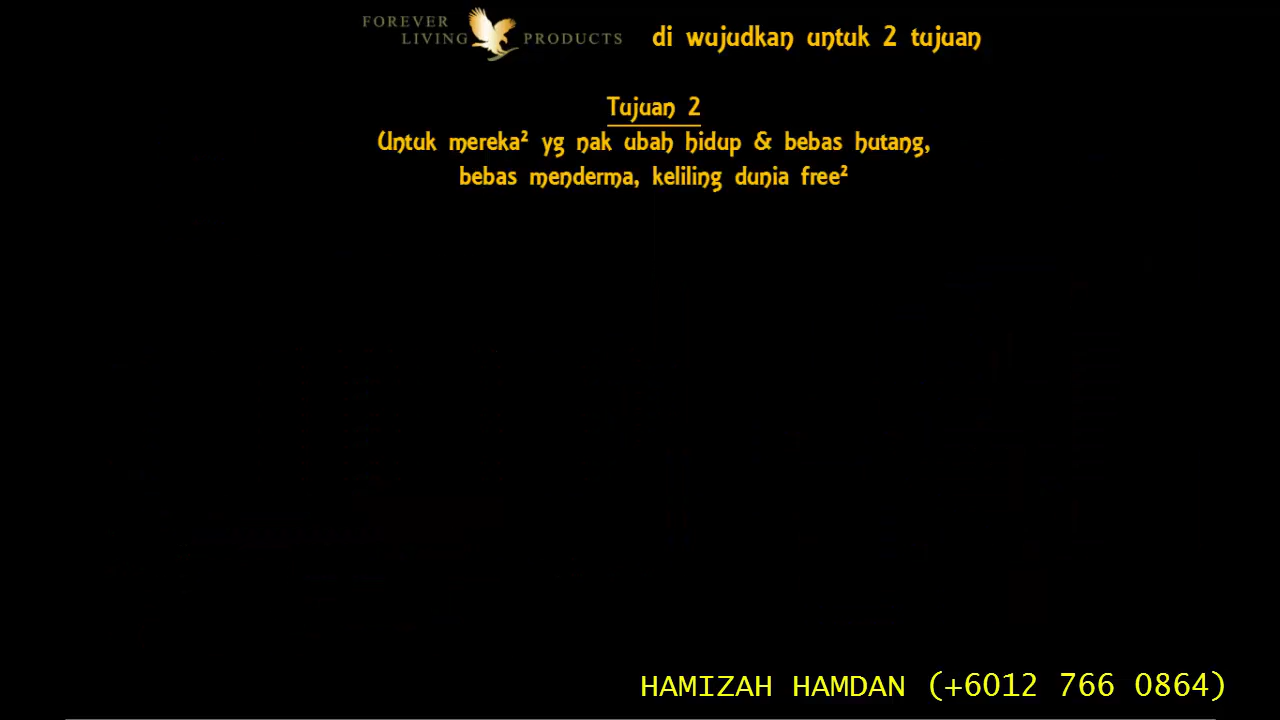 FOREVER
LIVING PRODUCTS di wujudkan untuk 2 tujuan
Tujuan 2
Untuk mereka² yg nak ubah hidup & bebas hutang,
bebas menderma, keliling dunia free²
HAMIZAH HAMDAN (+6012 766 0864)